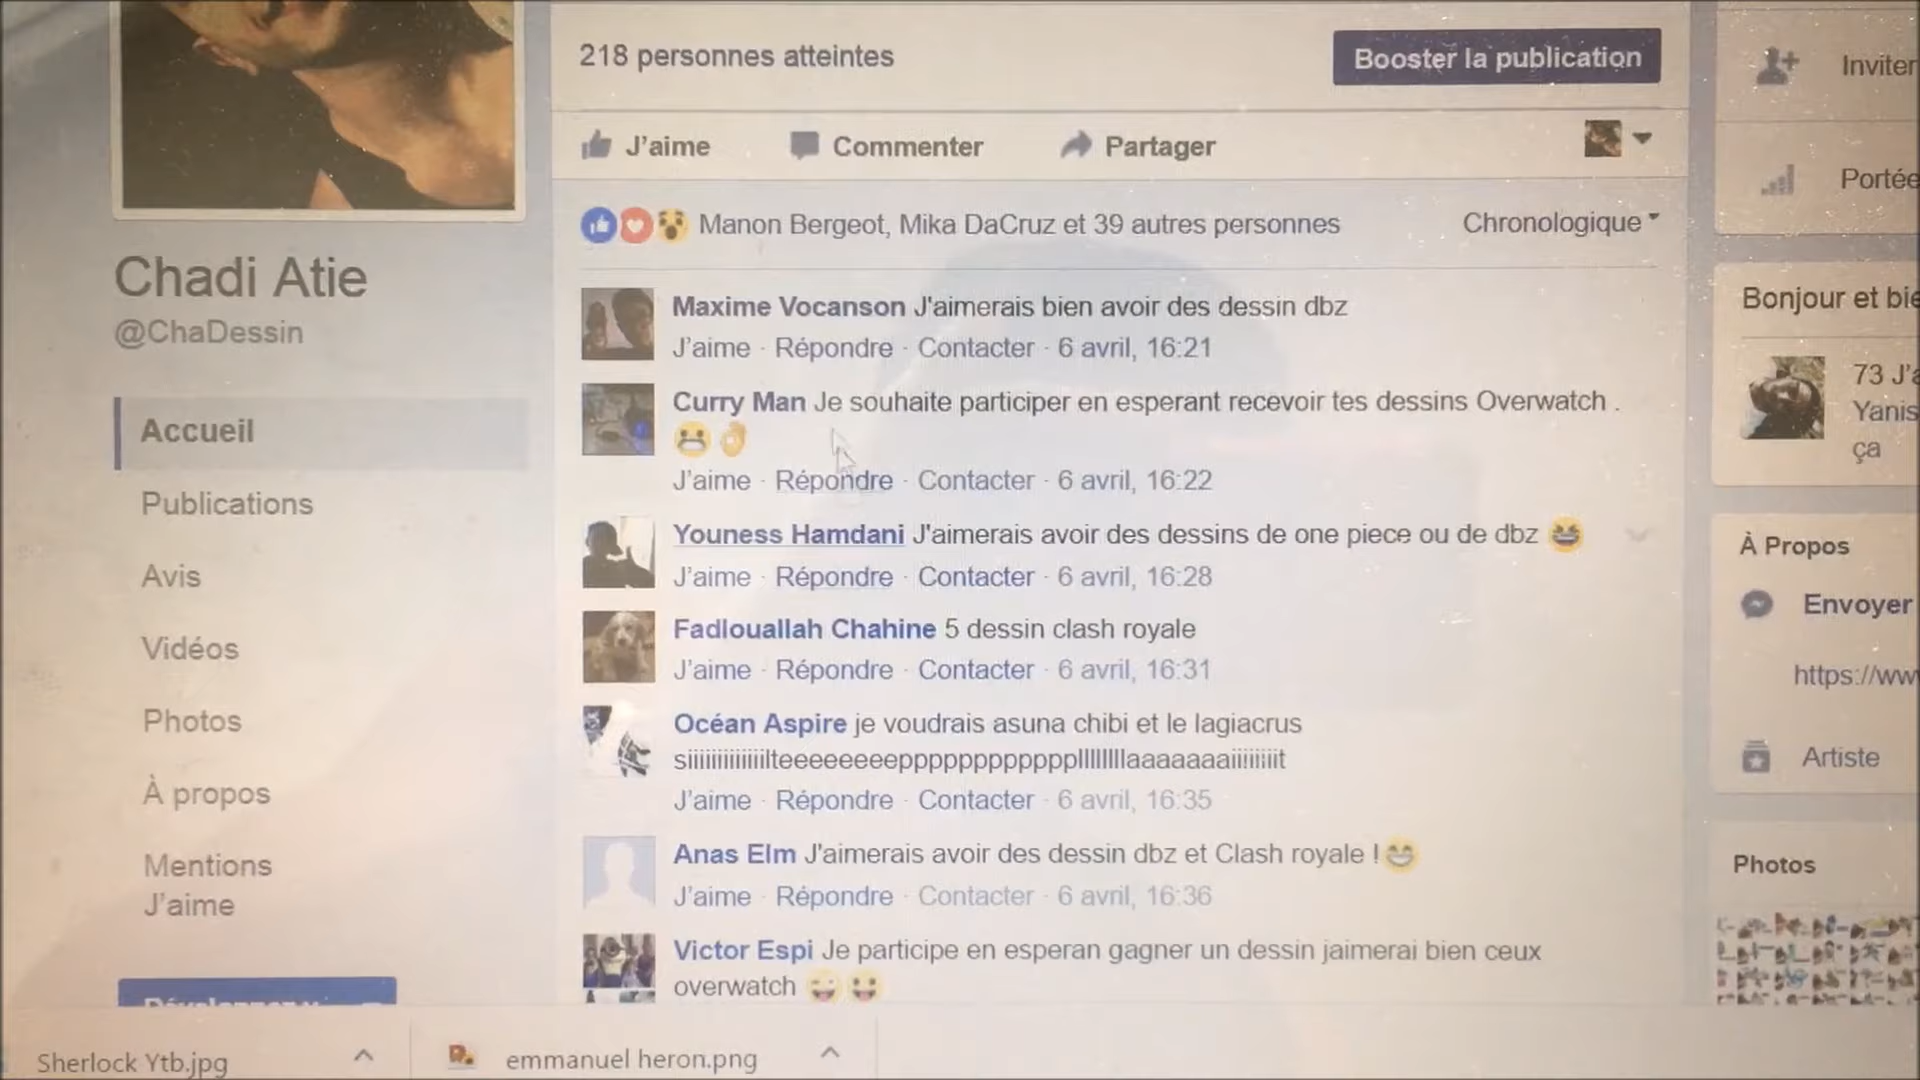 218 personnes atteintes
Booster la publication
J'aime
Commenter
Partager
Manon Bergeot, Mika DaCruz et 39 autres personnes
Chronologique
Maxime Vocanson J'aimerais bien avoir des dessin dbz
J'aime · Répondre · Contacter · 6 avril, 16:21
Curry Man Je souhaite participer en esperant recevoir tes dessins Overwatch .
😬👌
J'aime · Répondre · Contacter · 6 avril, 16:22
Youness Hamdani J'aimerais avoir des dessins de one piece ou de dbz 😆
J'aime · Répondre · Contacter · 6 avril, 16:28
Fadlouallah Chahine 5 dessin clash royale
J'aime · Répondre · Contacter · 6 avril, 16:31
Océan Aspire je voudrais asuna chibi et le lagiacrus
J'aime · Répondre · Contacter · 6 avril, 16:35
Anas Elm J'aimerais avoir des dessin dbz et Clash royale !😄
J'aime · Répondre · Contacter · 6 avril, 16:36
Victor Espi Je participe en esperan gagner un dessin jaimerai bien ceux
overwatch 😜😛
Chadi Atie
@ChaDessin
Accueil
Publications
Avis
Vidéos
Photos
À propos
Mentions
J'aime
Inviter
Portée
Bonjour et bie
73 J'a
Yanis
ça
À Propos
Envoyer
https://ww
Artiste
Photos
Sherlock Ytb.jpg
emmanuel heron.png